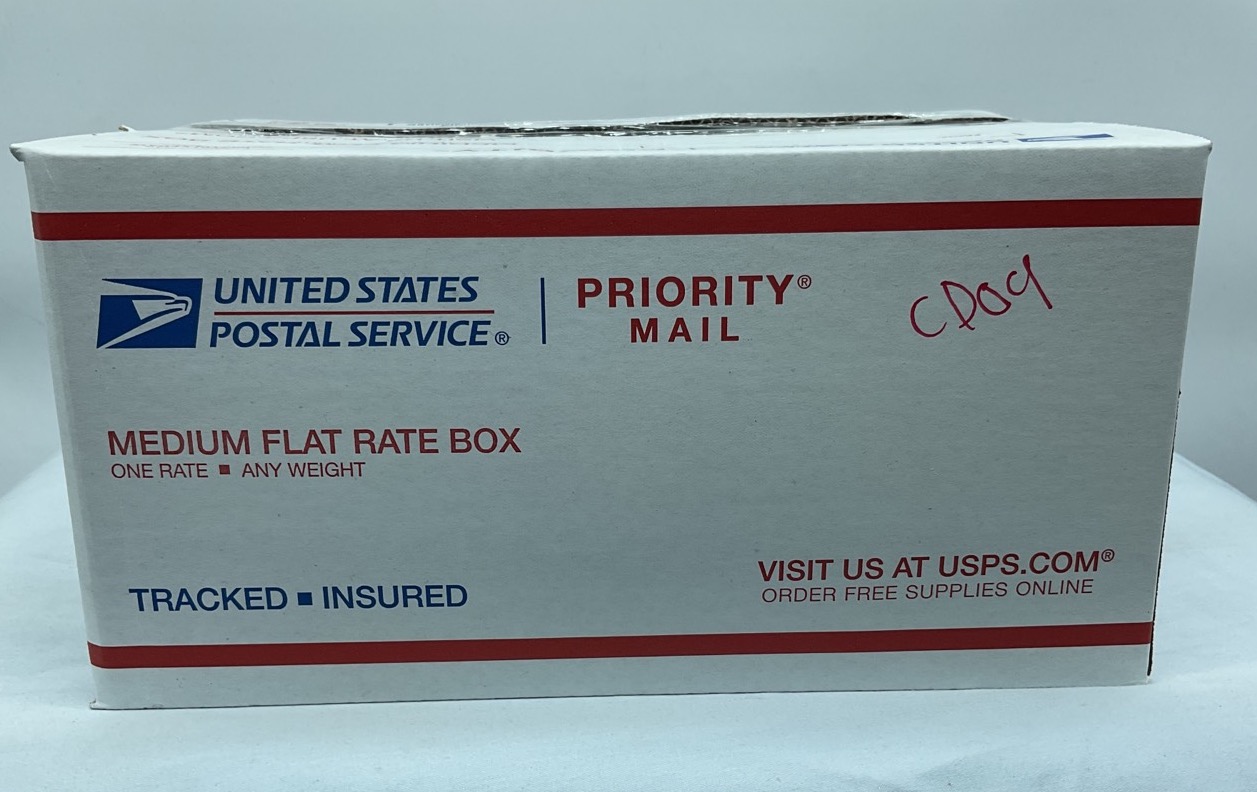 UNITED STATES
POSTAL SERVICE®
PRIORITY®
MAIL
CD09
MEDIUM FLAT RATE BOX
ONE RATE ■ ANY WEIGHT
TRACKED ■ INSURED
VISIT US AT USPS.COM®
ORDER FREE SUPPLIES ONLINE